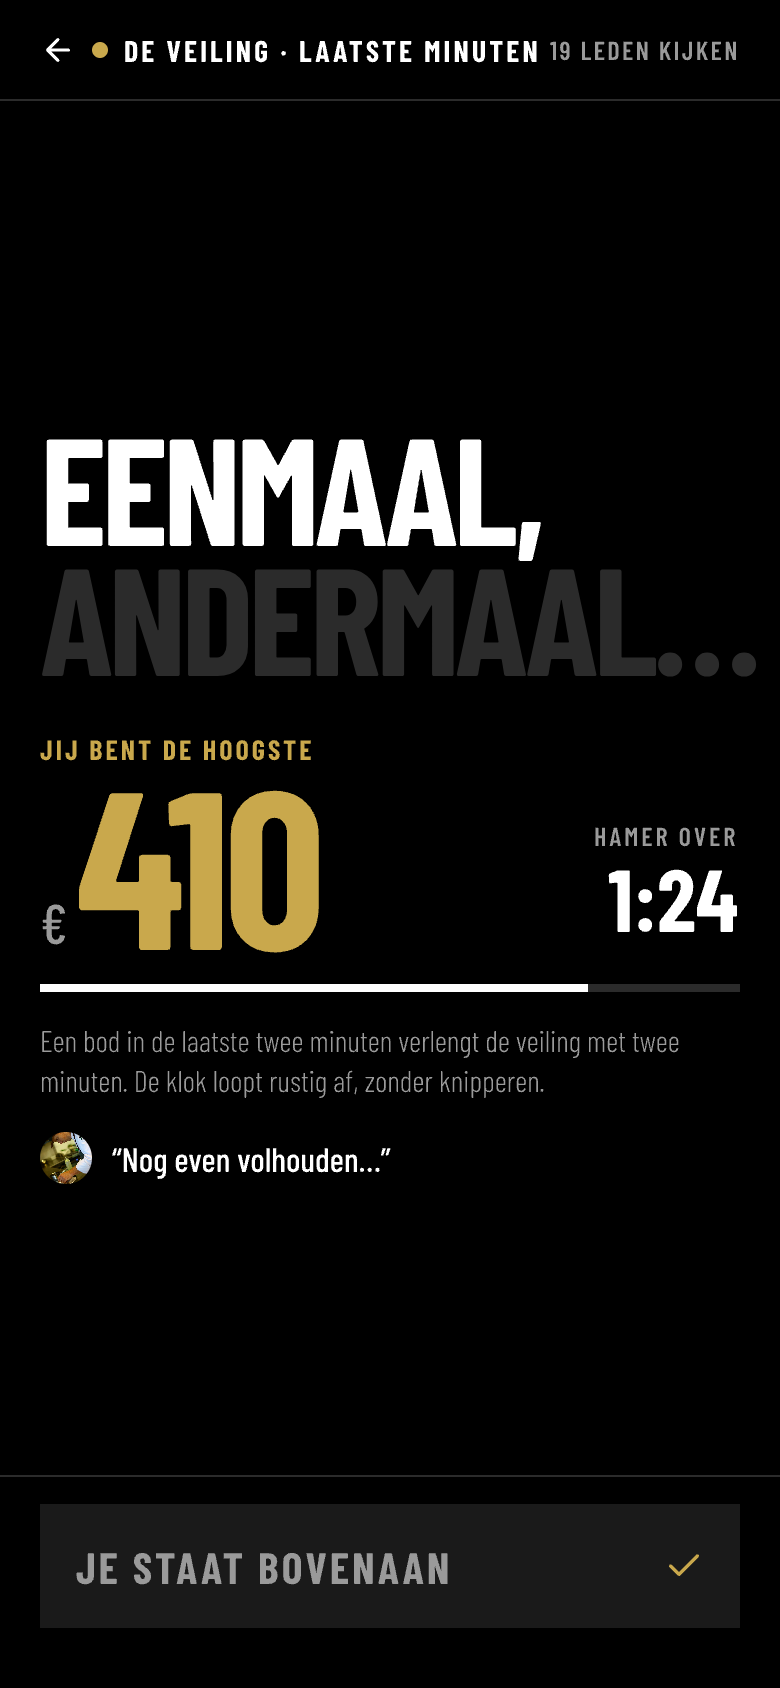 DE VEILING · LAATSTE MINUTEN 19 LEDEN KIJKEN
EENMAAL,
ANDERMAAL...
JIJ BENT DE HOOGSTE
€ 410
HAMER OVER
1:24
Een bod in de laatste twee minuten verlengt de veiling met twee
minuten. De klok loopt rustig af, zonder knipperen.
“Nog even volhouden...”
JE STAAT BOVENAAN